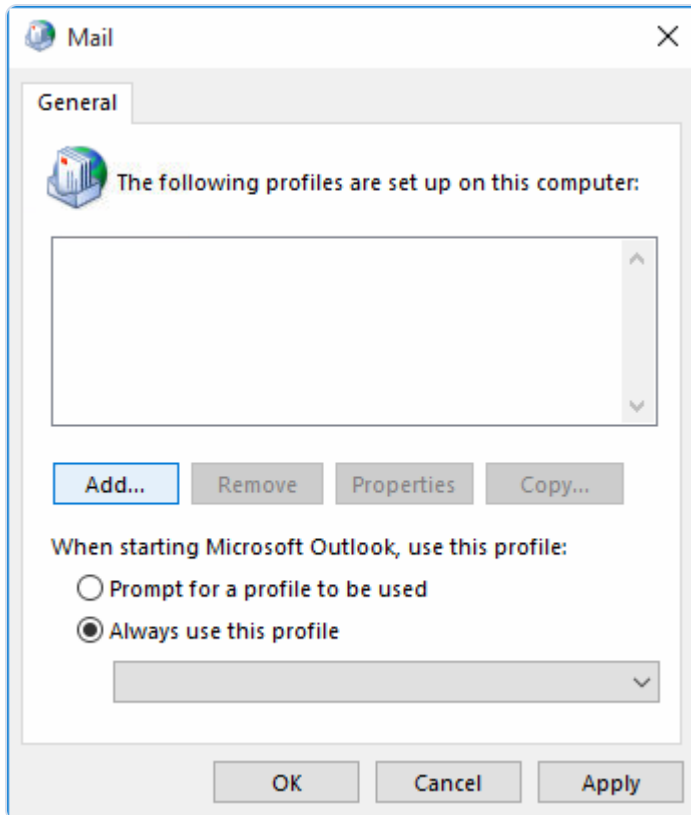 Mail
General
The following profiles are set up on this computer:
Add... Remove Properties Copy...
When starting Microsoft Outlook, use this profile:
Prompt for a profile to be used
Always use this profile
OK Cancel Apply